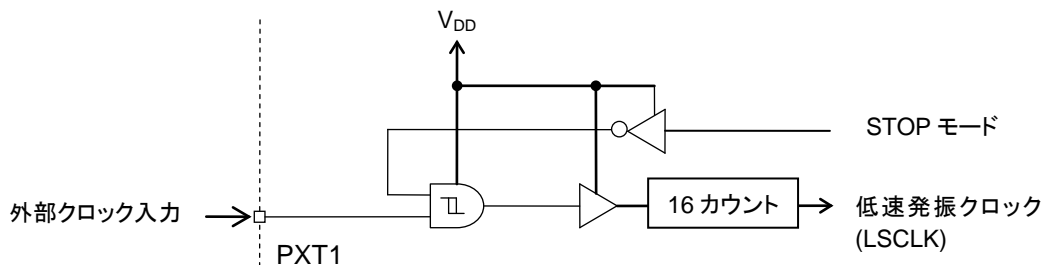 VDD
STOP モード
外部クロック入力
16 カウント
低速発振クロック
(LSCLK)
PXT1